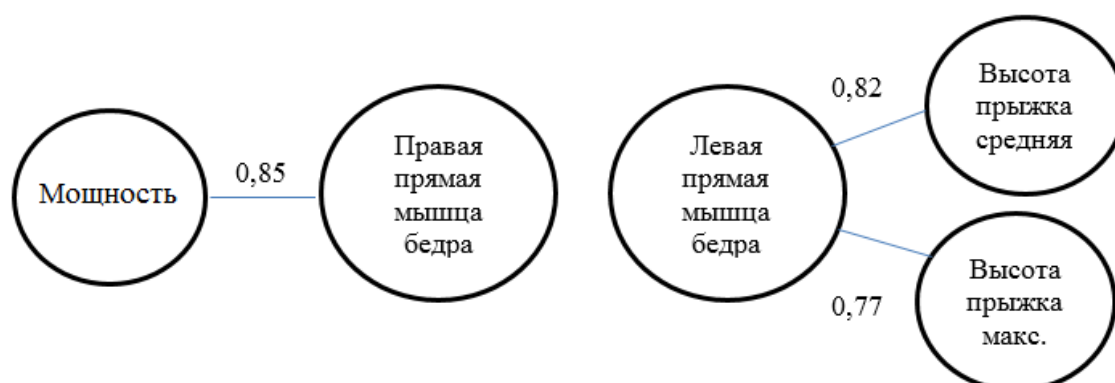 Мощность
0,85
Правая
прямая
мышца
бедра
Левая
прямая
мышца
бедра
0,82
Высота
прыжка
средняя
0,77
Высота
прыжка
макс.